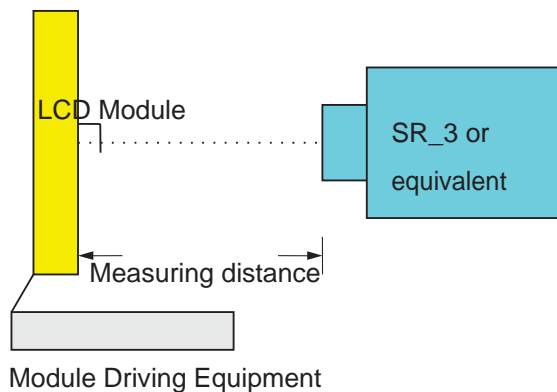 LCD Module
SR_3 or
equivalent
Measuring distance
Module Driving Equipment